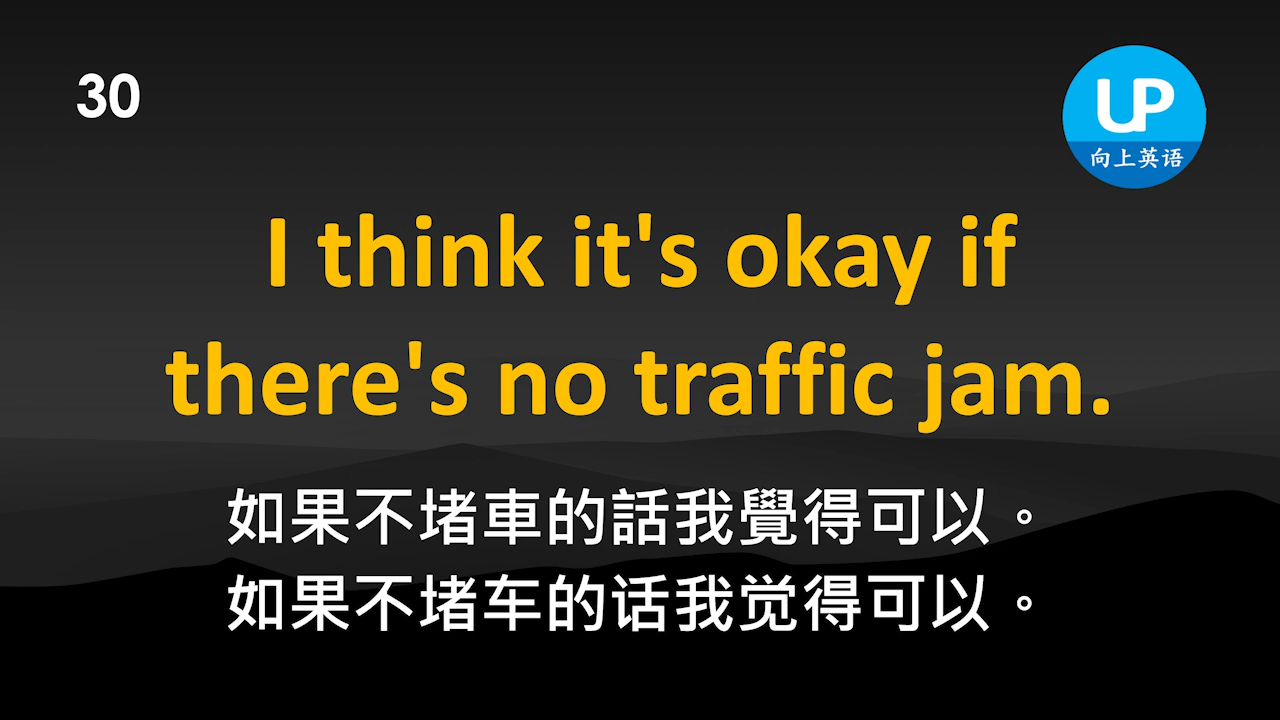 30
UP
向上英语
I think it's okay if
there's no traffic jam.
如果不堵車的話我覺得可以。
如果不堵车的话我觉得可以。